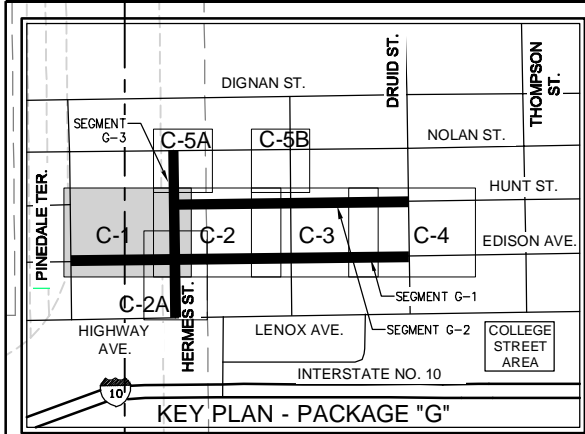 DIGNAN ST.
DRUID ST.
THOMPSON
ST.
SEGMENT
G-3
C-5A
C-5B
NOLAN ST.
PINEDALE TER.
HUNT ST.
C-1
C-2
C-3
C-4
EDISON AVE.
C-2A
HERMES ST.
SEGMENT G-1
SEGMENT G-2
HIGHWAY
AVE.
LENOX AVE.
COLLEGE
STREET
AREA
INTERSTATE NO. 10
10
KEY PLAN - PACKAGE "G"